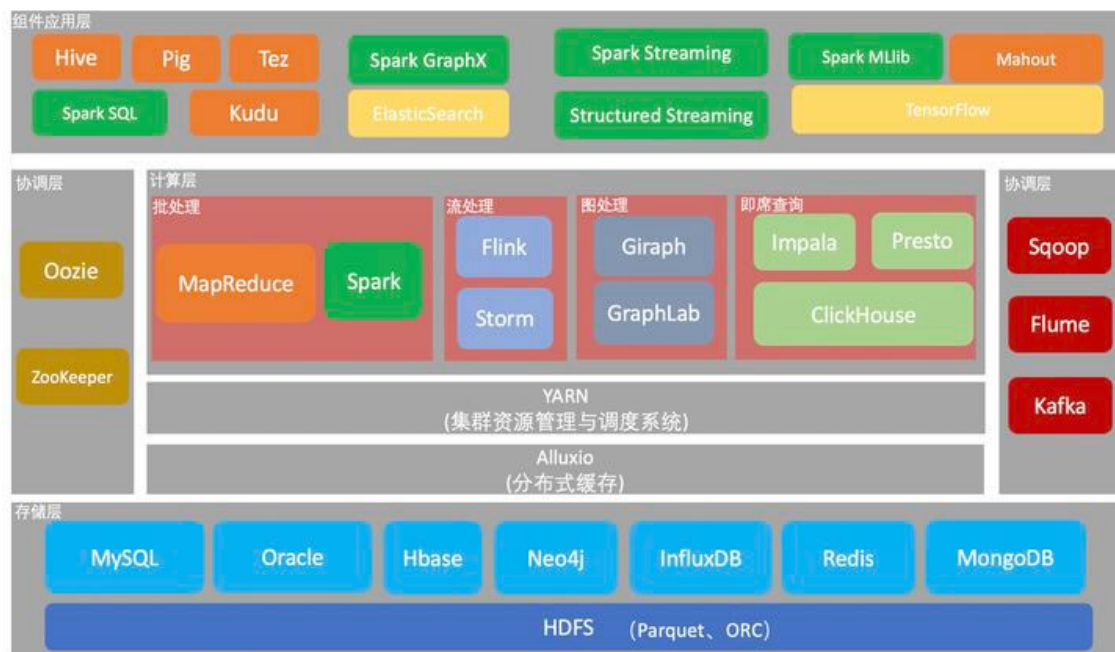 组件应用层
Hive
Pig
Tez
Spark GraphX
Spark Streaming
Spark MLlib
Mahout
Spark SQL
Kudu
ElasticSearch
Structured Streaming
TensorFlow
协调层
Oozie
ZooKeeper
计算层
批处理
MapReduce
Spark
流处理
Flink
Storm
图处理
Giraph
GraphLab
即席查询
Impala
Presto
ClickHouse
YARN
(集群资源管理与调度系统)
Alluxio
(分布式缓存)
协调层
Sqoop
Flume
Kafka
存储层
MySQL
Oracle
Hbase
Neo4j
InfluxDB
Redis
MongoDB
HDFS (Parquet、ORC)